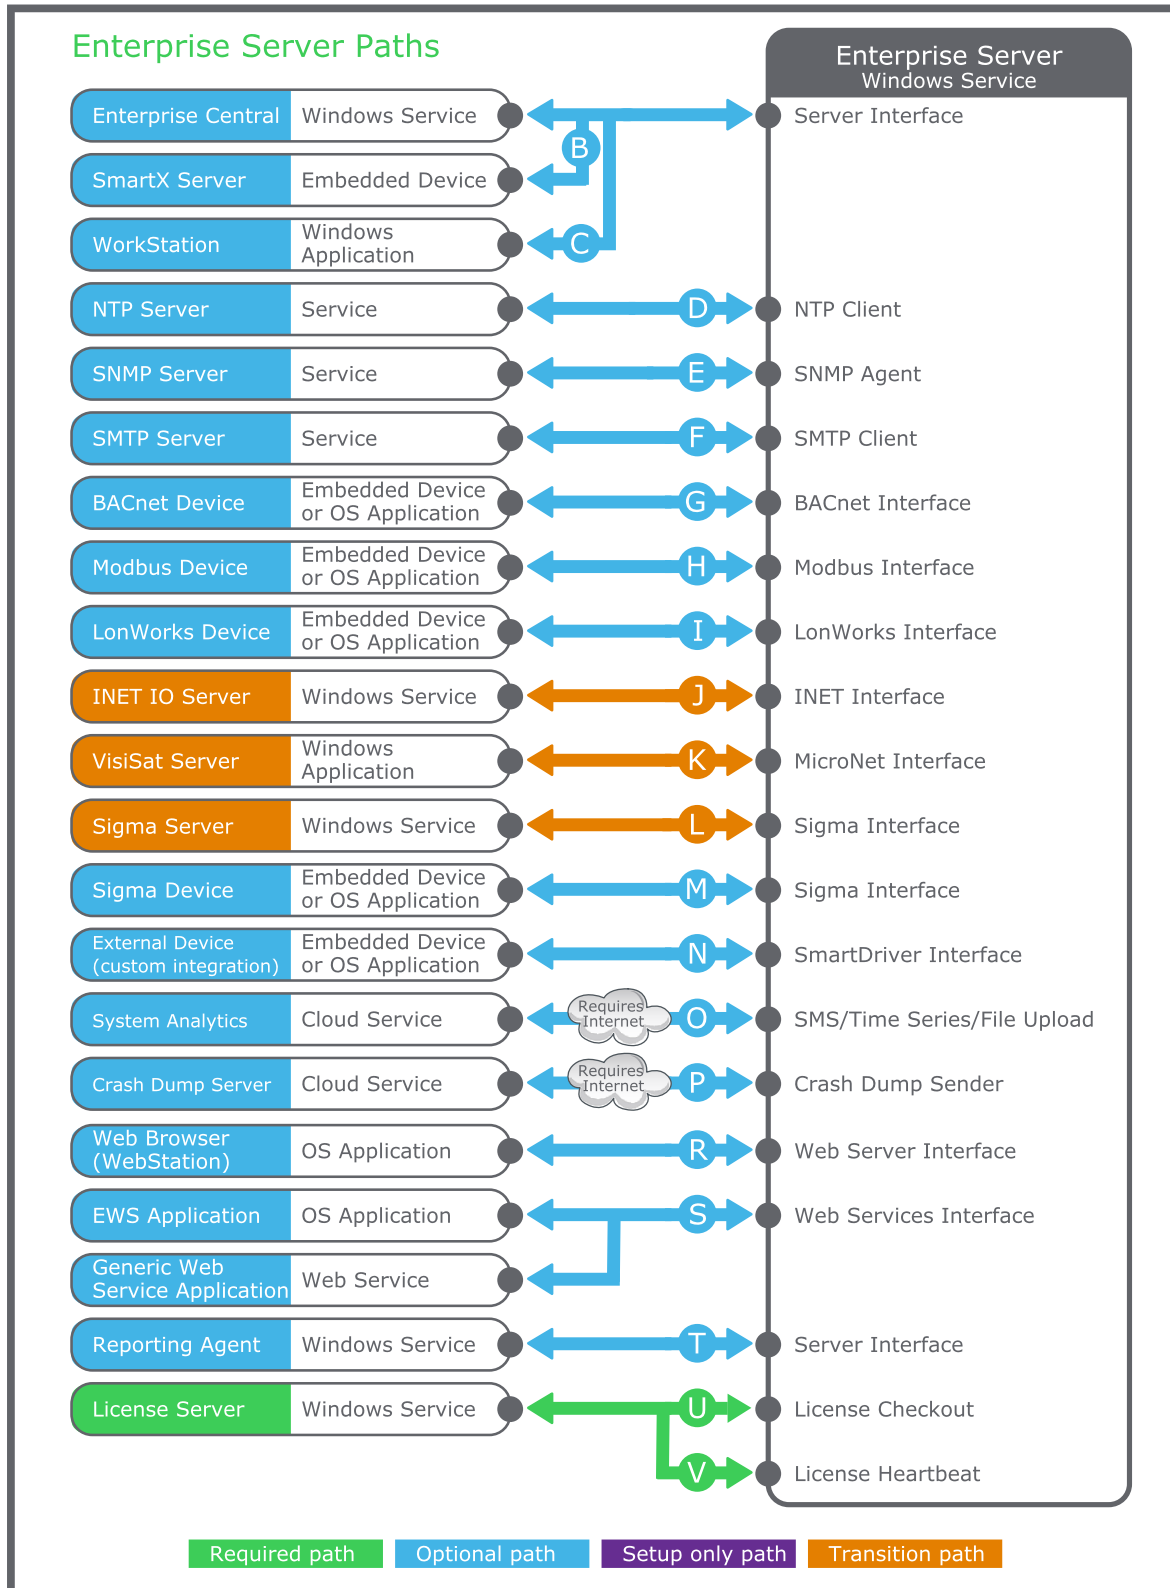 Enterprise Server Paths
Enterprise Server
Windows Service
Enterprise Central
Windows Service
Server Interface
B
SmartX Server
Embedded Device
WorkStation
Windows
Application
C
NTP Server
Service
D
NTP Client
SNMP Server
Service
E
SNMP Agent
SMTP Server
Service
F
SMTP Client
BACnet Device
Embedded Device
or OS Application
G
BACnet Interface
Modbus Device
Embedded Device
or OS Application
H
Modbus Interface
LonWorks Device
Embedded Device
or OS Application
I
LonWorks Interface
INET IO Server
Windows Service
J
INET Interface
VisiSat Server
Windows
Application
K
MicroNet Interface
Sigma Server
Windows Service
L
Sigma Interface
Sigma Device
Embedded Device
or OS Application
M
Sigma Interface
External Device
(custom integration)
Embedded Device
or OS Application
N
SmartDriver Interface
System Analytics
Cloud Service
Requires
Internet
O
SMS/Time Series/File Upload
Crash Dump Server
Cloud Service
Requires
Internet
P
Crash Dump Sender
Web Browser
(WebStation)
OS Application
R
Web Server Interface
EWS Application
OS Application
S
Web Services Interface
Generic Web
Service Application
Web Service
Reporting Agent
Windows Service
T
Server Interface
License Server
Windows Service
U
License Checkout
V
License Heartbeat
Required path
Optional path
Setup only path
Transition path